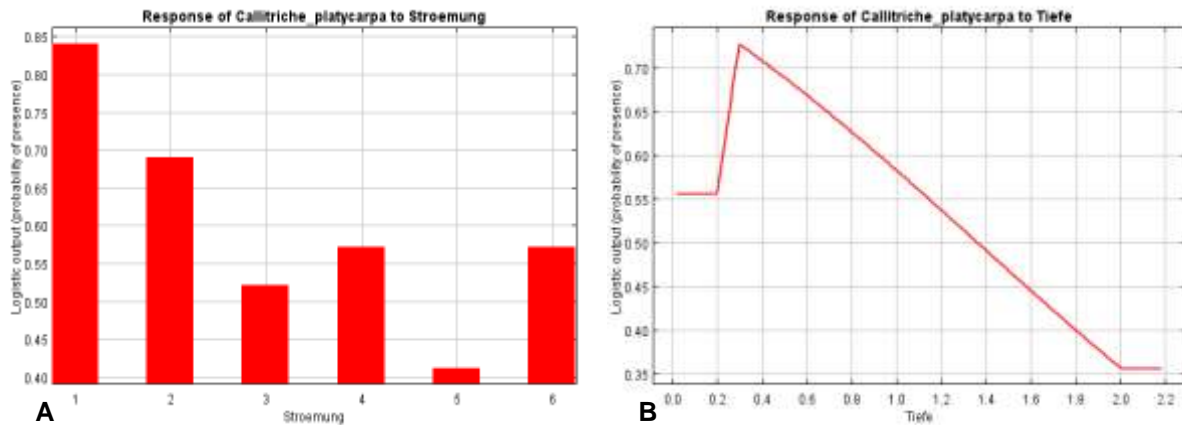 Response of Callitriche_platycarpa to Stroemung
Logistic output (probability of presence)
0.85
0.80
0.75
0.70
0.65
0.60
0.55
0.50
0.45
0.40
1 2 3 4 5 6
Stroemung
A
Response of Callitriche_platycarpa to Tiefe
Logistic output (probability of presence)
0.70
0.65
0.60
0.55
0.50
0.45
0.40
0.35
0.0 0.2 0.4 0.6 0.8 1.0 1.2 1.4 1.6 1.8 2.0 2.2
Tiefe
B